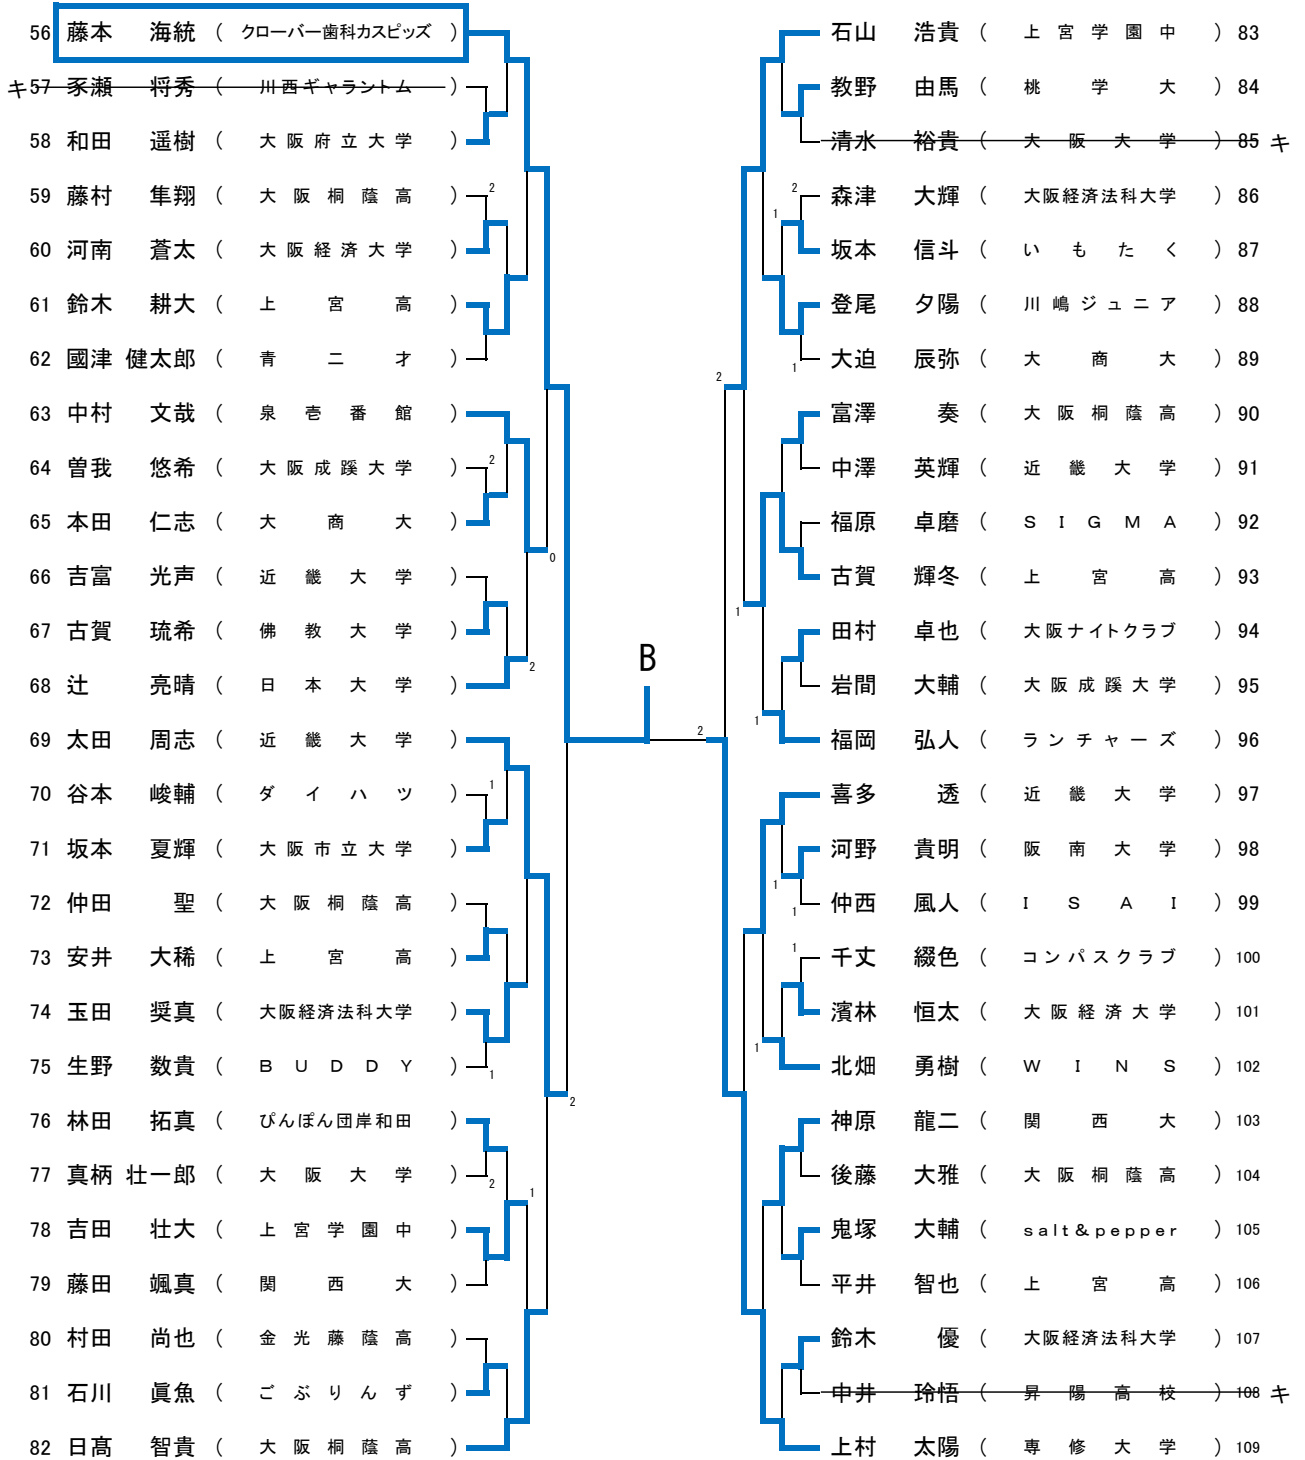 56 藤本 海統 ( クローバー歯科カスピッズ )
キ 57 豕瀬 将秀 ( 川西ギャラントム )
58 和田 遥樹 ( 大阪府立大学 )
59 藤村 隼翔 ( 大阪桐蔭高 ) 2
60 河南 蒼太 ( 大阪経済大学 )
61 鈴木 耕大 ( 上宮高 )
62 國津 健太郎 ( 青二才 )
63 中村 文哉 ( 泉壱番館 )
64 曽我 悠希 ( 大阪成蹊大学 ) 2
65 本田 仁志 ( 大商大 )
0
66 吉富 光声 ( 近畿大学 )
67 古賀 琉希 ( 佛教大学 )
2
68 辻 亮晴 ( 日本大学 )
69 太田 周志 ( 近畿大学 )
70 谷本 峻輔 ( ダイハツ ) 1
71 坂本 夏輝 ( 大阪市立大学 )
72 仲田 聖 ( 大阪桐蔭高 )
73 安井 大稀 ( 上宮高 )
74 玉田 奨真 ( 大阪経済法科大学 )
75 生野 数貴 ( BUDDY ) 1
2
76 林田 拓真 ( ぴんぽん団岸和田 )
77 真柄 壮一郎 ( 大阪大学 ) 2
1
78 吉田 壮大 ( 上宮学園中 )
79 藤田 颯真 ( 関西大 )
80 村田 尚也 ( 金光藤蔭高 )
81 石川 眞魚 ( ごぶりんず )
82 日髙 智貴 ( 大阪桐蔭高 )
B
2
石山 浩貴 ( 上宮学園中 ) 83
教野 由馬 ( 桃学大 ) 84
清水 裕貴 ( 大阪大学 ) 85 キ
2 森津 大輝 ( 大阪経済法科大学 ) 86
1
坂本 信斗 ( いもたく ) 87
登尾 夕陽 ( 川嶋ジュニア ) 88
1 大迫 辰弥 ( 大商大 ) 89
2
富澤 奏 ( 大阪桐蔭高 ) 90
中澤 英輝 ( 近畿大学 ) 91
福原 卓磨 ( SIGMA ) 92
古賀 輝冬 ( 上宮高 ) 93
1
田村 卓也 ( 大阪ナイトクラブ ) 94
岩間 大輔 ( 大阪成蹊大学 ) 95
1
福岡 弘人 ( ランチャーズ ) 96
喜多 透 ( 近畿大学 ) 97
河野 貴明 ( 阪南大学 ) 98
1
1 仲西 風人 ( ISAI ) 99
1 千丈 綴色 ( コンパスクラブ ) 100
濱林 恒太 ( 大阪経済大学 ) 101
1
北畑 勇樹 ( WINS ) 102
神原 龍二 ( 関西大 ) 103
後藤 大雅 ( 大阪桐蔭高 ) 104
鬼塚 大輔 ( salt&pepper ) 105
平井 智也 ( 上宮高 ) 106
鈴木 優 ( 大阪経済法科大学 ) 107
中井 玲悟 ( 昇陽高校 ) 108 キ
上村 太陽 ( 専修大学 ) 109